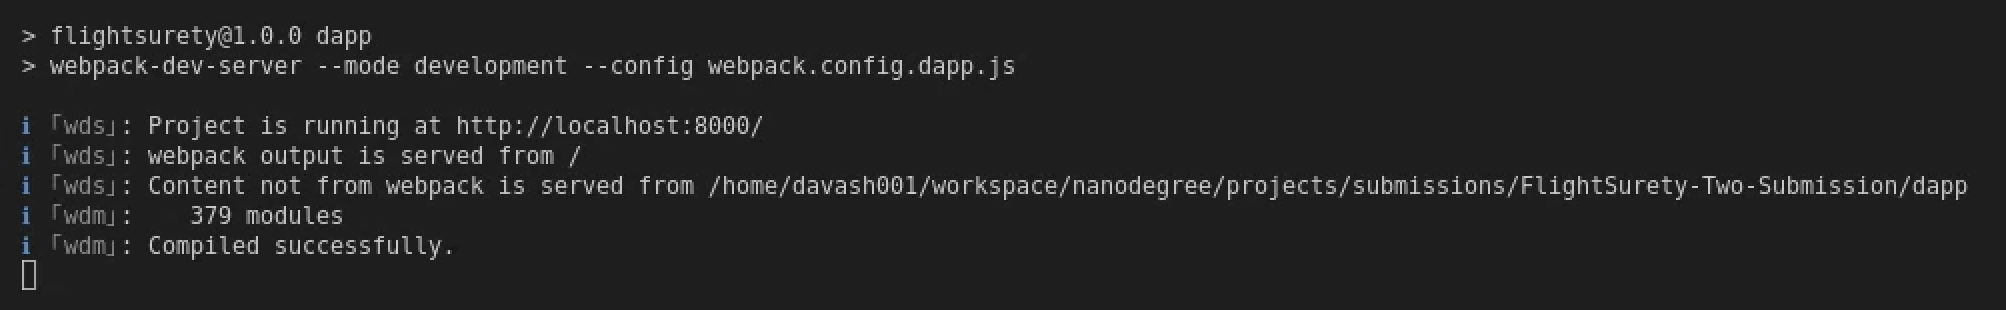 > flightsurety@1.0.0 dapp
> webpack-dev-server --mode development --config webpack.config.dapp.js
ℹ ｢wds｣: Project is running at http://localhost:8000/
ℹ ｢wds｣: webpack output is served from /
ℹ ｢wds｣: Content not from webpack is served from /home/davash001/workspace/nanodegree/projects/submissions/FlightSurety-Two-Submission/dapp
ℹ ｢wdm｣:    379 modules
ℹ ｢wdm｣: Compiled successfully.